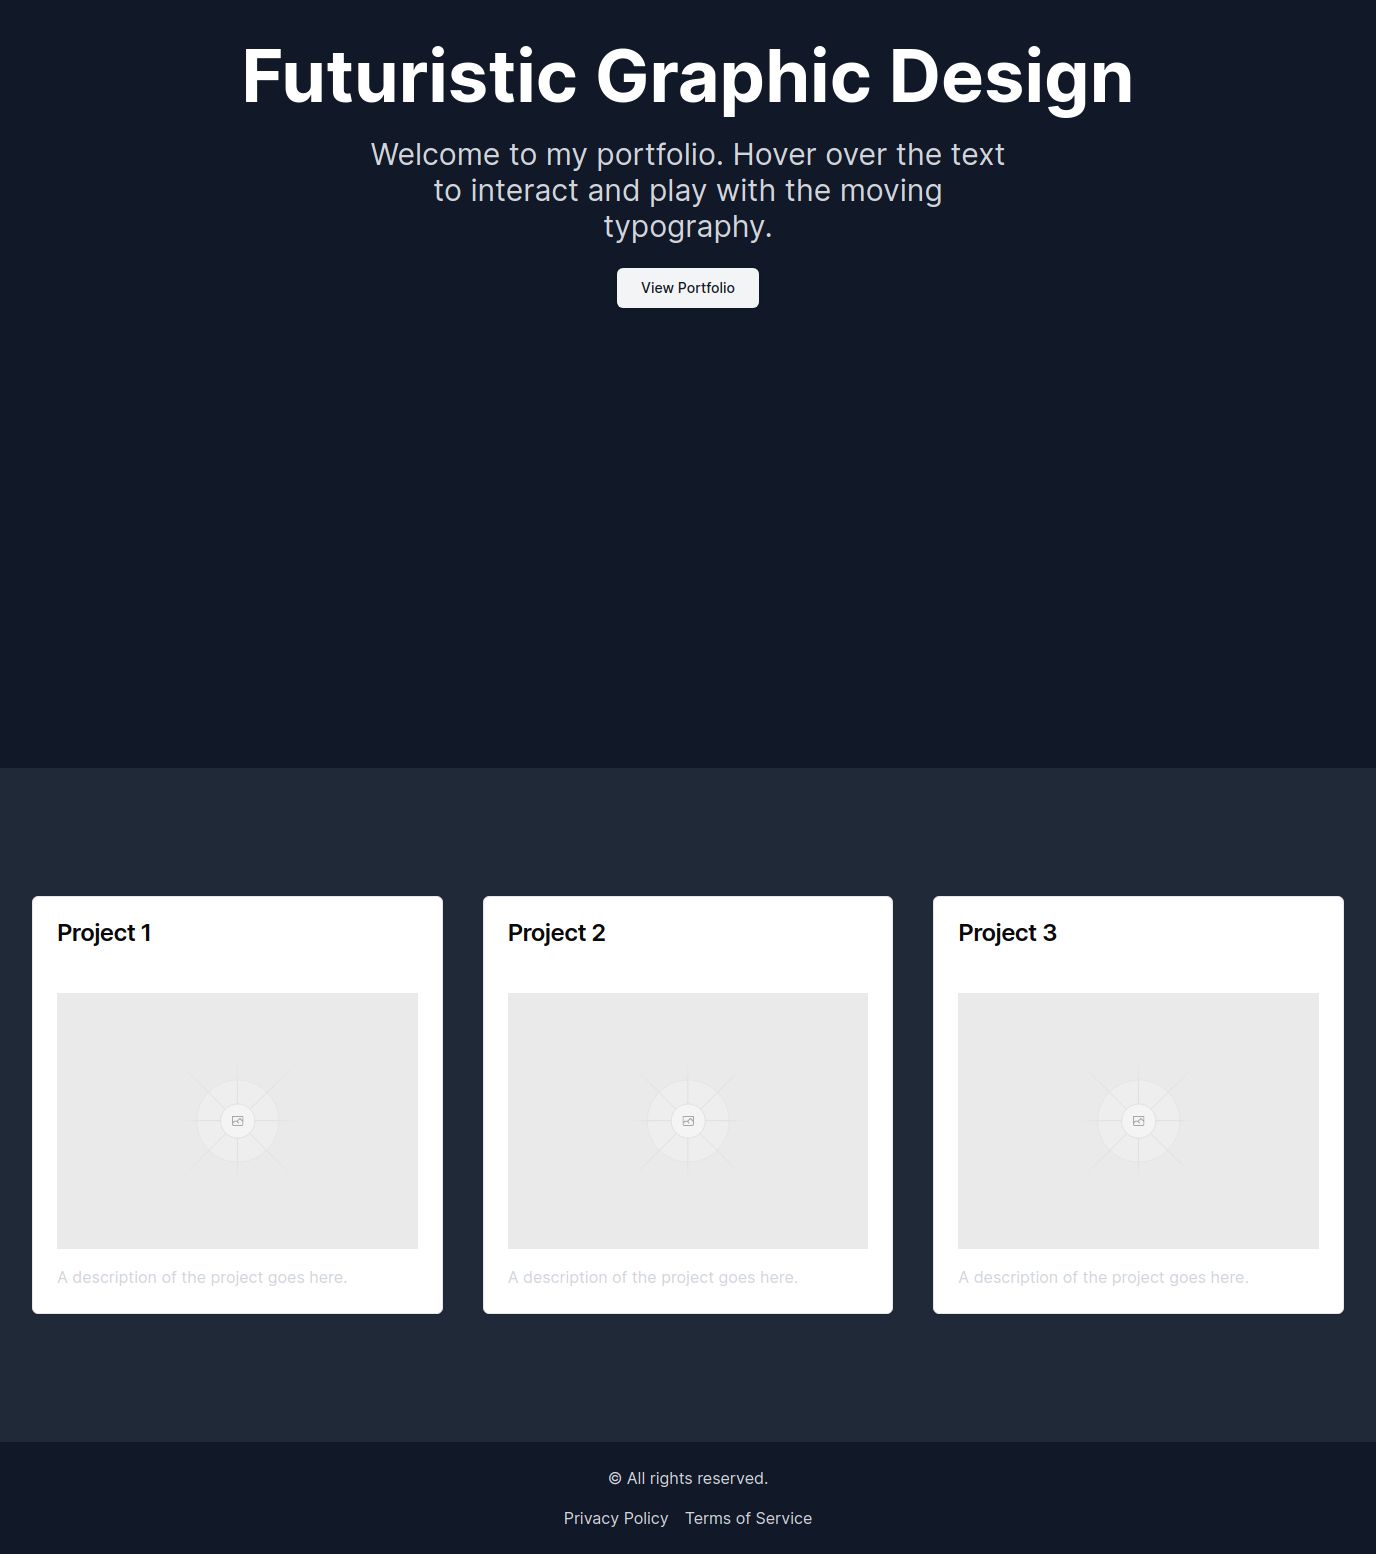 Futuristic Graphic Design
Welcome to my portfolio. Hover over the text
to interact and play with the moving
typography.
View Portfolio
Project 1
A description of the project goes here.
Project 2
A description of the project goes here.
Project 3
A description of the project goes here.
© All rights reserved.
Privacy Policy Terms of Service